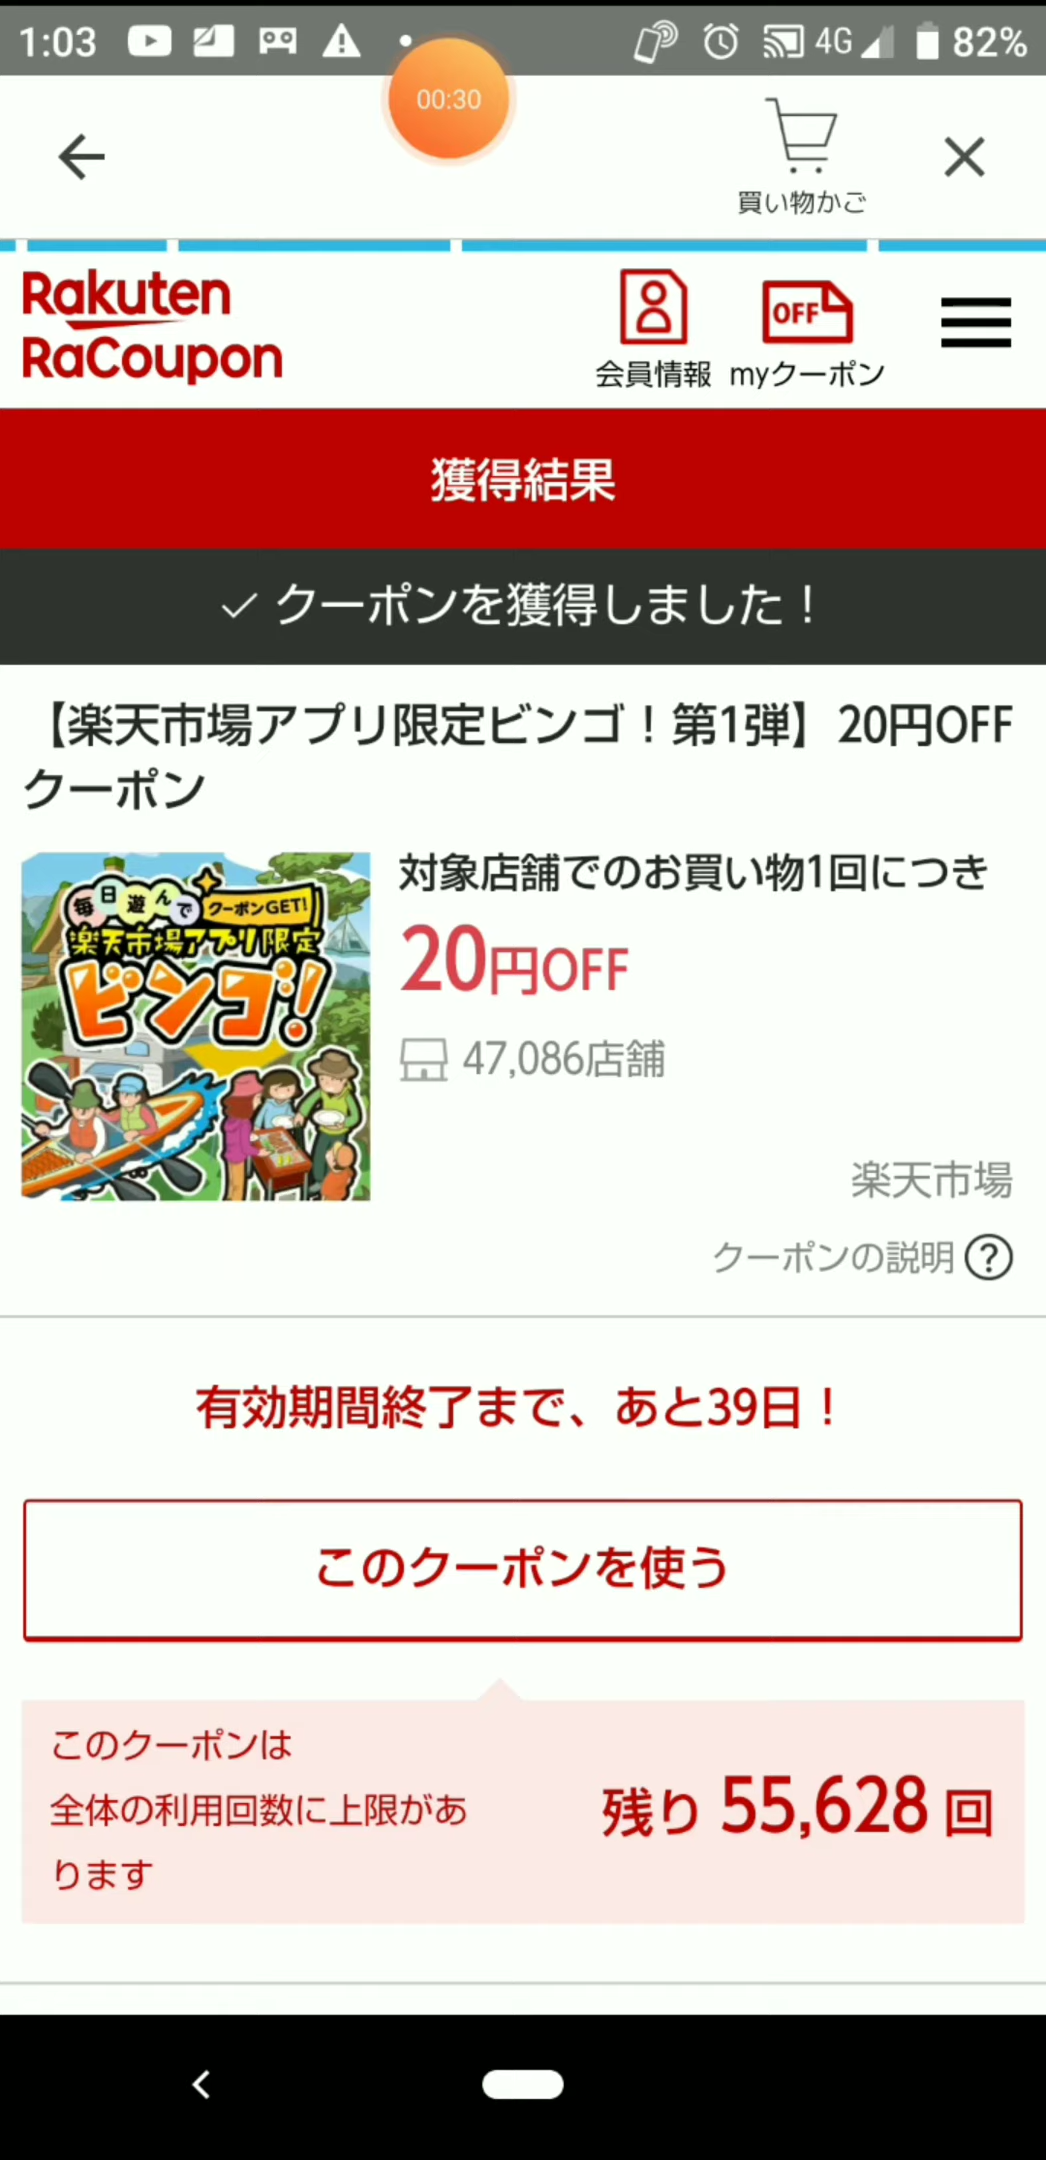 1:03
4G
82%
00:30
買い物かご
Rakuten
RaCoupon
OFF
会員情報
myクーポン
獲得結果
クーポンを獲得しました！
【楽天市場アプリ限定ビンゴ！第1弾】20円OFF
クーポン
毎日遊んで
クーポンGET!
楽天市場アプリ限定
ビンゴ!
対象店舗でのお買い物1回につき
20円OFF
47,086店舗
楽天市場
クーポンの説明 ?
有効期間終了まで、あと39日！
このクーポンを使う
このクーポンは
全体の利用回数に上限があ
ります
残り 55,628 回